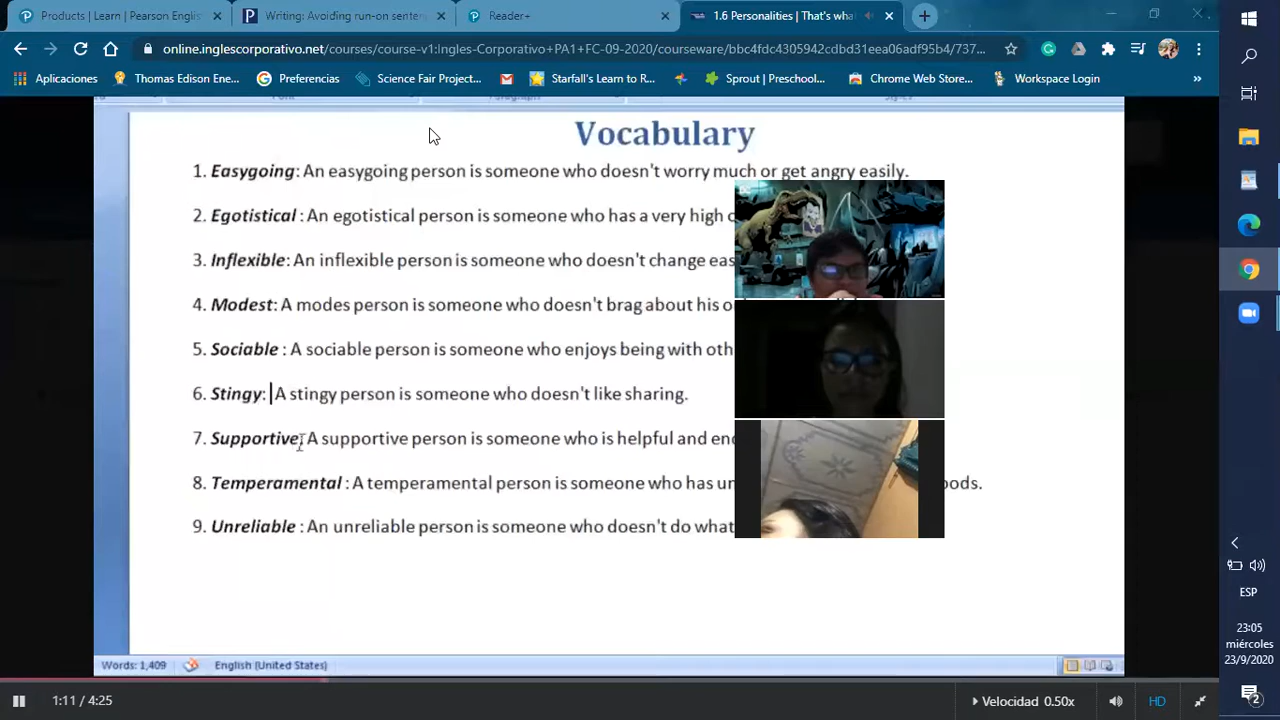 Products | Learn | Pearson Englis
Writing: Avoiding run-on senten
Reader+
1.6 Personalities | That's what
online.inglescorporativo.net/courses/course-v1:Ingles-Corporativo+PA1+FC-09-2020/courseware/bbc4fdc4305942cdbd31eea06adf95b4/737...
Aplicaciones
Thomas Edison Ene...
Preferencias
Science Fair Project...
Starfall's Learn to R...
Sprout | Preschool...
Chrome Web Store...
Workspace Login
»
Font
Paragraph
Vocabulary
1. Easygoing: An easygoing person is someone who doesn't worry much or get angry easily.
2. Egotistical : An egotistical person is someone who has a very high
3. Inflexible: An inflexible person is someone who doesn't change
4. Modest: A modes person is someone who doesn't brag about his
5. Sociable : A sociable person is someone who enjoys being with
6. Stingy: A stingy person is someone who doesn't like sharing.
7. Supportive: A supportive person is someone who is helpful and
8. Temperamental : A temperamental person is someone who has
9. Unreliable : An unreliable person is someone who doesn't do what
Words: 1,409
English (United States)
1:11 / 4:25
Velocidad 0.50x
HD
ESP
23:05
miércoles
23/9/2020
2